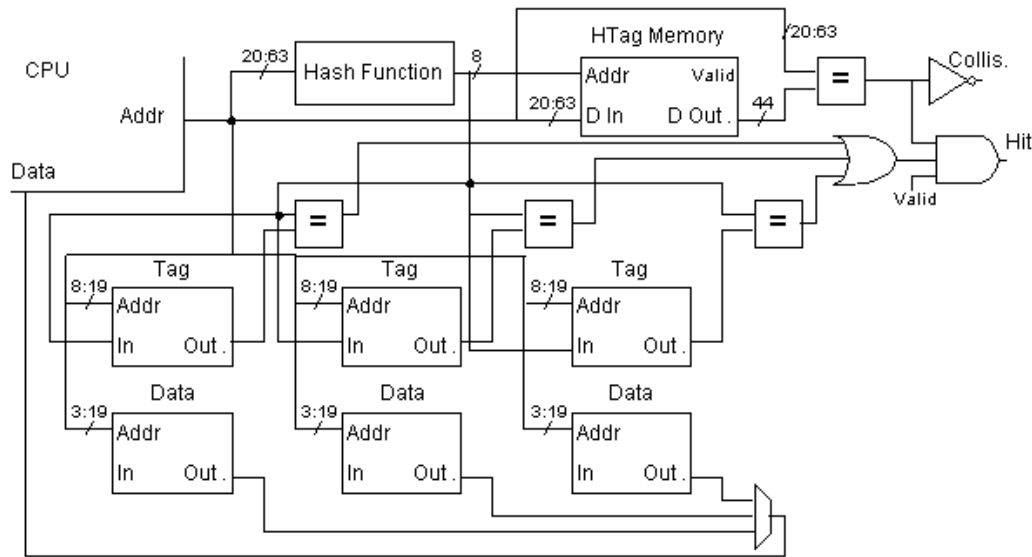 20:63
HTag Memory
20:63
8
CPU
Hash Function
Addr
Valid
=
Collis.
Addr
20:63
D In
D Out .
44
Hit
Data
Valid
=
=
=
Tag
Tag
Tag
8:19
Addr
8:19
Addr
8:19
Addr
In
Out .
In
Out .
In
Out .
Data
Data
Data
3:19
Addr
3:19
Addr
3:19
Addr
In
Out .
In
Out .
In
Out .